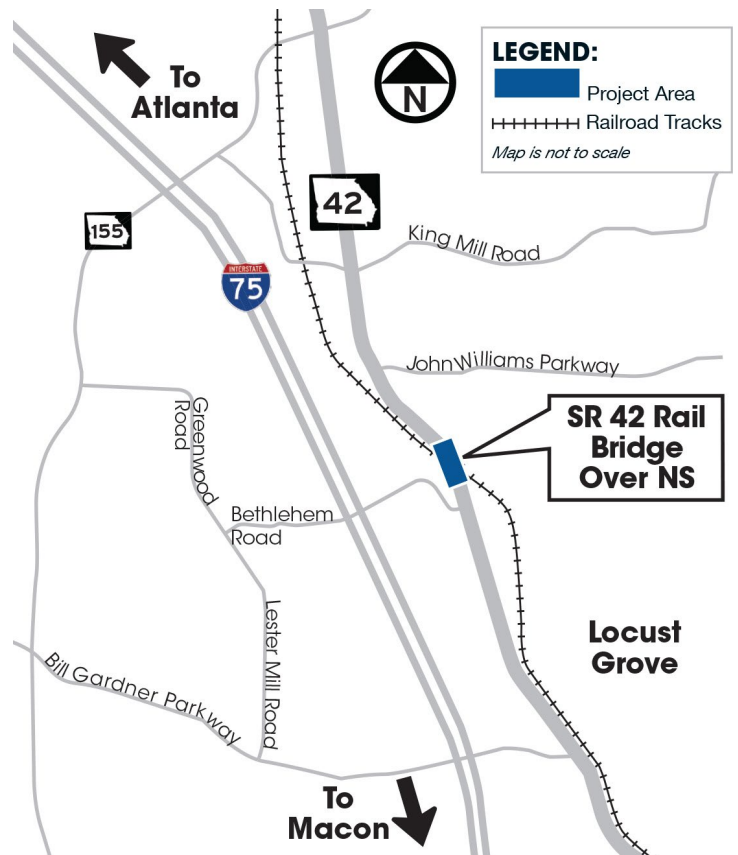 To
Atlanta
N
LEGEND:
Project Area
Railroad Tracks
Map is not to scale
42
155
King Mill Road
INTERSTATE
75
John Williams Parkway
Greenwood
Road
SR 42 Rail
Bridge
Over NS
Bethlehem
Road
Lester Mill Road
Locust
Grove
Bill Gardner Parkway
To
Macon